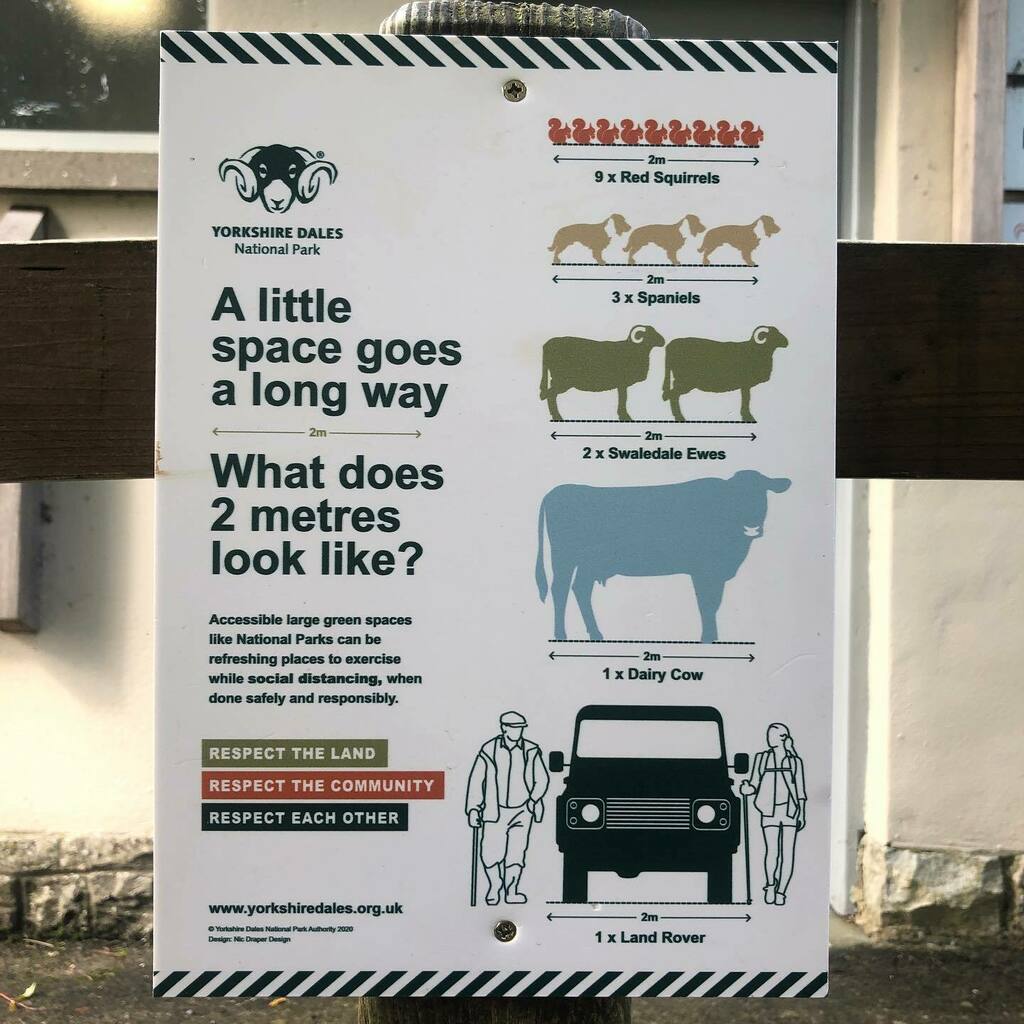 YORKSHIRE DALES
National Park
A little
space goes
a long way
2m
What does
2 metres
look like?
Accessible large green spaces
like National Parks can be
refreshing places to exercise
while social distancing, when
done safely and responsibly.
RESPECT THE LAND
RESPECT THE COMMUNITY
RESPECT EACH OTHER
www.yorkshiredales.org.uk
© Yorkshire Dales National Park Authority 2020
Design: Nic Draper Design
2m
9 x Red Squirrels
2m
3 x Spaniels
2m
2 x Swaledale Ewes
2m
1 x Dairy Cow
2m
1 x Land Rover